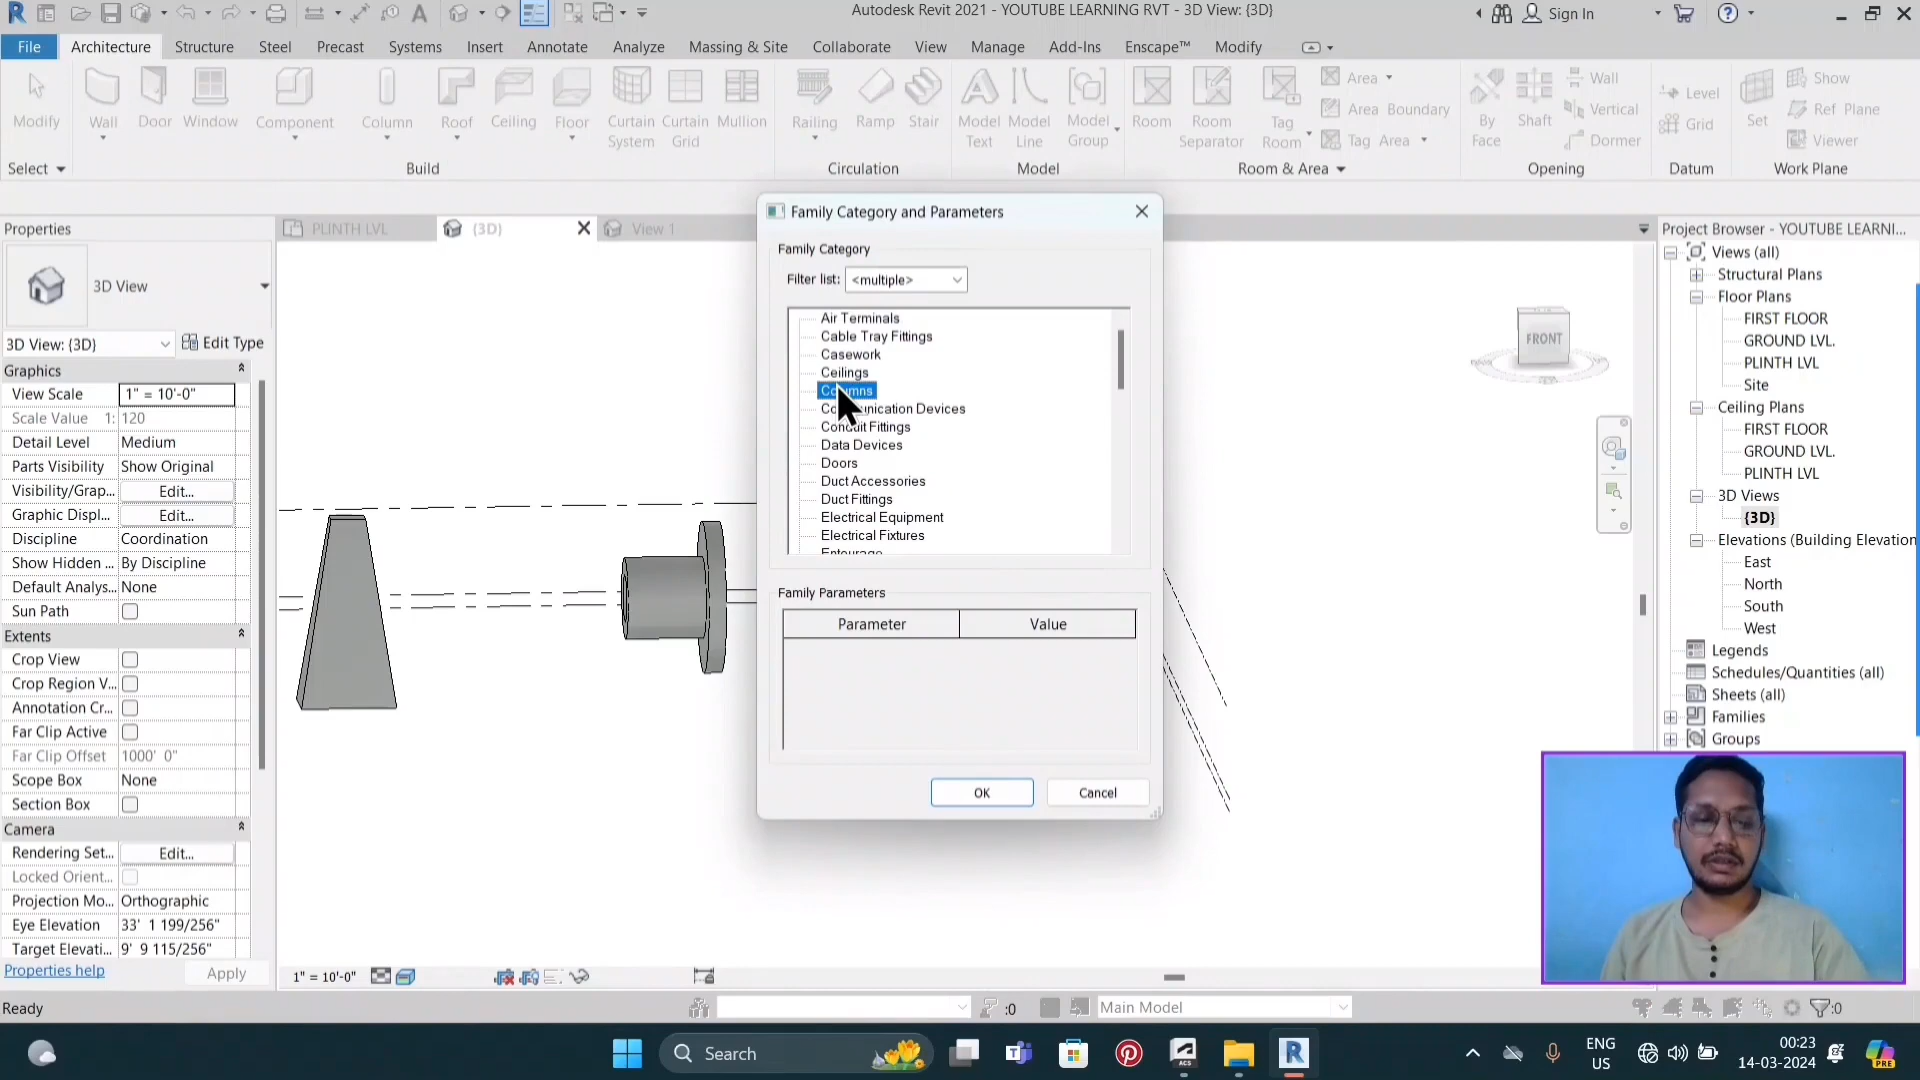 Autodesk Revit 2021 - YOUTUBE LEARNING RVT - 3D View: {3D}
Sign In
File Architecture Structure Steel Precast Systems Insert Annotate Analyze Massing & Site Collaborate View Manage Add-Ins Enscape™ Modify
Modify
Wall
Door
Window
Component
Column
Roof
Ceiling
Floor
Curtain System
Curtain Grid
Mullion
Railing
Ramp
Stair
Model Text
Model Line
Model Group
Room
Room Separator
Tag Room
Area
Area Boundary
Tag Area
By Face
Shaft
Wall
Vertical
Dormer
Level
Grid
Set
Show
Ref Plane
Viewer
Select
Build
Circulation
Model
Room & Area
Opening
Datum
Work Plane
Properties
3D View
3D View: {3D}
Edit Type
Graphics
View Scale 1" = 10'-0"
Scale Value 1: 120
Detail Level Medium
Parts Visibility Show Original
Visibility/Grap... Edit...
Graphic Displ... Edit...
Discipline Coordination
Show Hidden ... By Discipline
Default Analys... None
Sun Path
Extents
Crop View
Crop Region V...
Annotation Cr...
Far Clip Active
Far Clip Offset 1000' 0"
Scope Box None
Section Box
Camera
Rendering Set... Edit...
Locked Orient...
Projection Mo... Orthographic
Eye Elevation 33' 1 199/256"
Target Elevati... 9' 9 115/256"
Properties help
Apply
PLINTH LVL
{3D}
View 1
FRONT
Family Category and Parameters
Family Category
Filter list: <multiple>
Air Terminals
Cable Tray Fittings
Casework
Ceilings
Columns
Communication Devices
Conduit Fittings
Data Devices
Doors
Duct Accessories
Duct Fittings
Electrical Equipment
Electrical Fixtures
Entourage
Family Parameters
Parameter Value
OK Cancel
Project Browser - YOUTUBE LEARNI...
Views (all)
Structural Plans
Floor Plans
FIRST FLOOR
GROUND LVL.
PLINTH LVL
Site
Ceiling Plans
FIRST FLOOR
GROUND LVL.
PLINTH LVL
3D Views
{3D}
Elevations (Building Elevation
East
North
South
West
Legends
Schedules/Quantities (all)
Sheets (all)
Families
Groups
1" = 10'-0"
Ready
:0
Main Model
:0
Search
ENG
US
00:23
14-03-2024